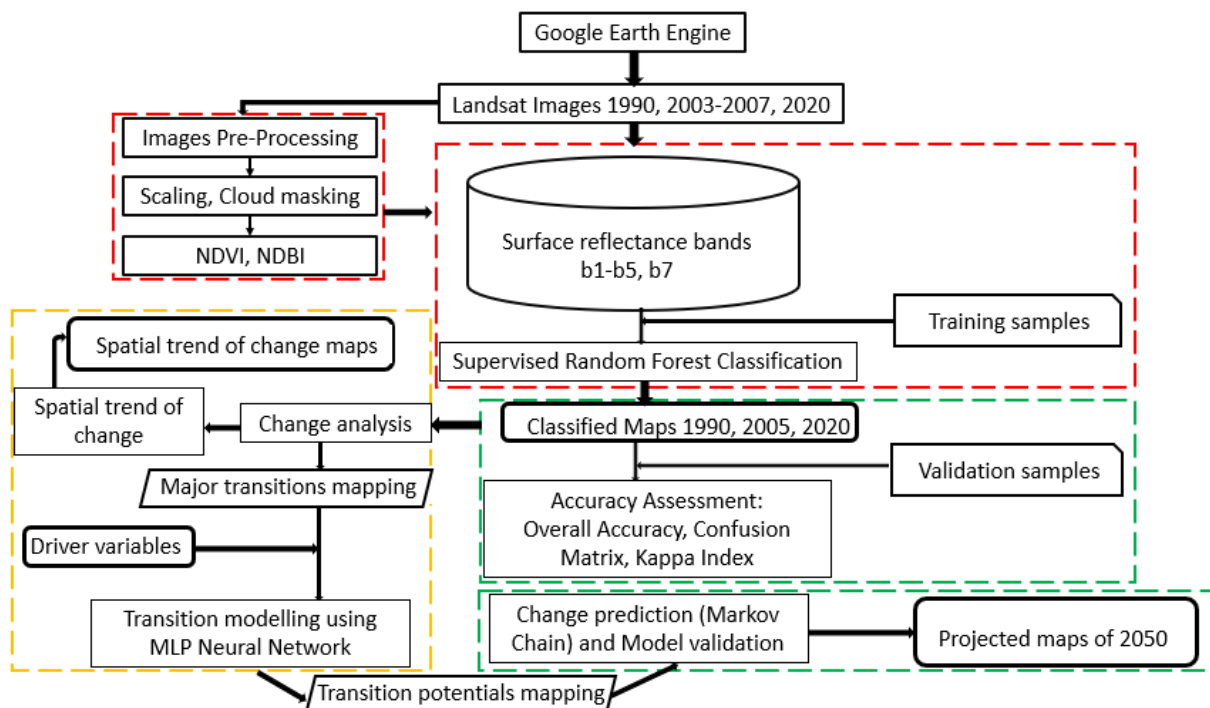 Google Earth Engine
Landsat Images 1990, 2003-2007, 2020
Images Pre-Processing
Scaling, Cloud masking
NDVI, NDBI
Surface reflectance bands
b1-b5, b7
Training samples
Supervised Random Forest Classification
Spatial trend of change maps
Spatial trend of
change
Change analysis
Classified Maps 1990, 2005, 2020
Validation samples
Major transitions mapping
Accuracy Assessment:
Overall Accuracy, Confusion
Matrix, Kappa Index
Driver variables
Transition modelling using
MLP Neural Network
Change prediction (Markov
Chain) and Model validation
Projected maps of 2050
Transition potentials mapping